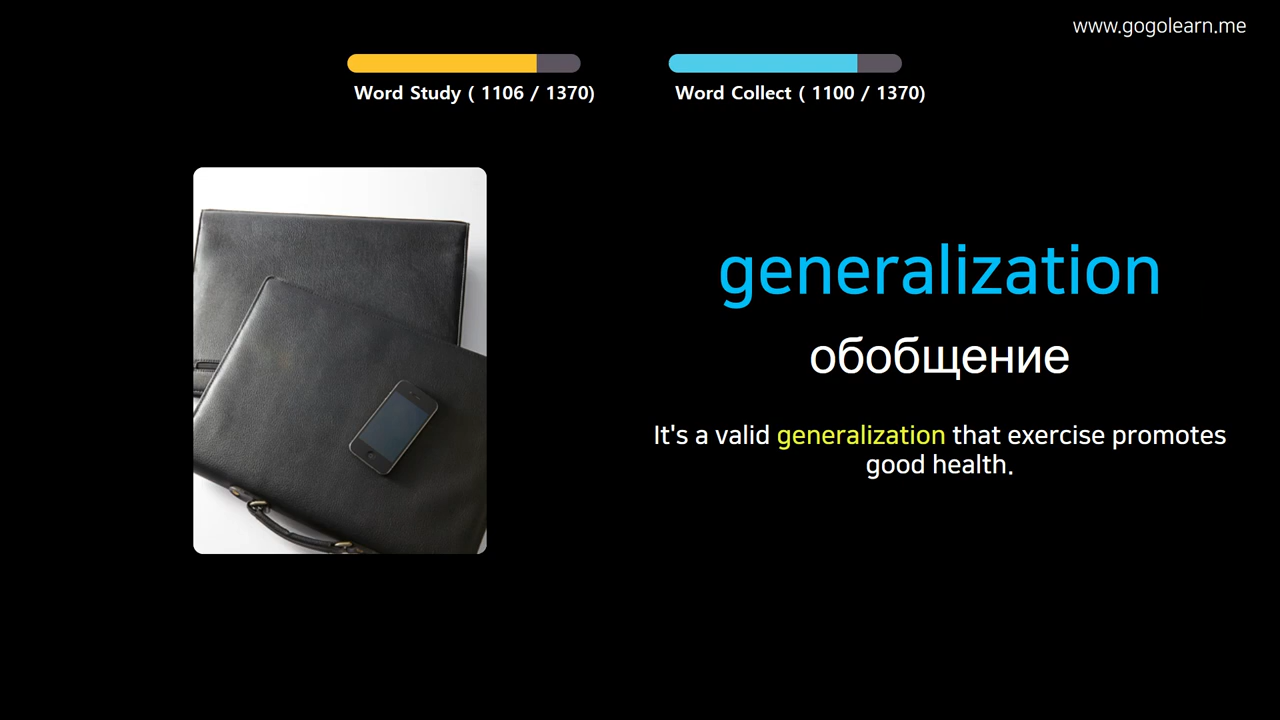 www.gogolearn.me
Word Study ( 1106 / 1370)
Word Collect ( 1100 / 1370)
generalization
обобщение
It's a valid generalization that exercise promotes
good health.